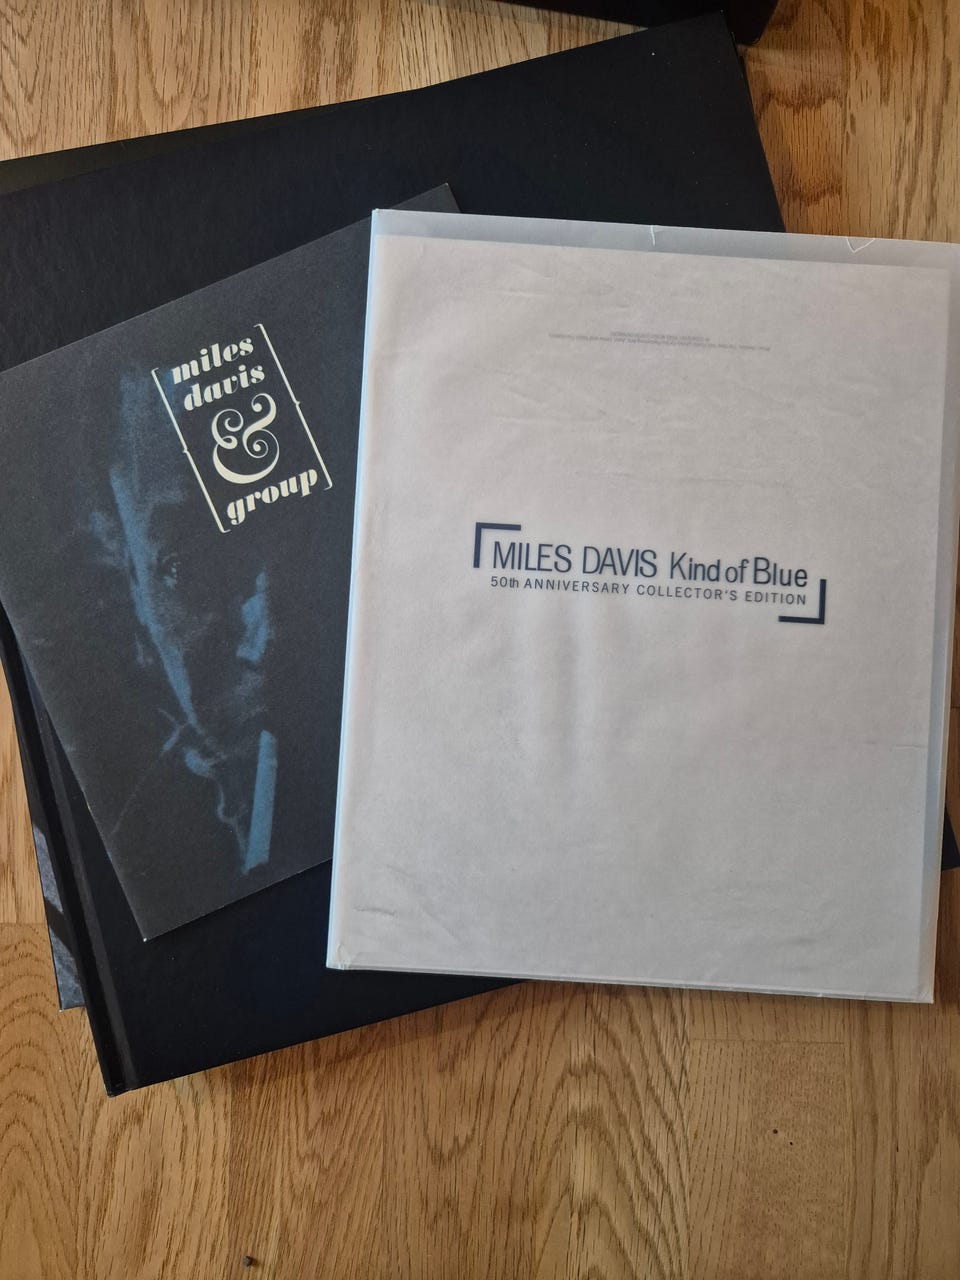 miles
davis
&
group
MILES DAVIS Kind of Blue
50th ANNIVERSARY COLLECTOR'S EDITION